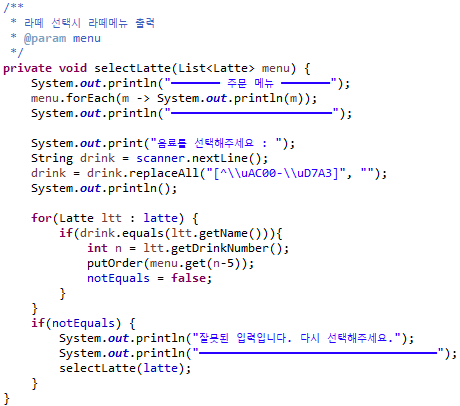 /**
 * 라떼 선택시 라떼메뉴 출력
 * @param menu
 */
private void selectLatte(List<Latte> menu) {
    System.out.println("━━━━━━━ 주문 메뉴 ━━━━━━━━━━━");
    menu.forEach(m -> System.out.println(m));
    System.out.println("━━━━━━━━━━━━━━━━━━━━━━━");

    System.out.print("음료를 선택해주세요 : ");
    String drink = scanner.nextLine();
    drink = drink.replaceAll("[^\\uAC00-\\uD7A3]", "");
    System.out.println();

    for(Latte ltt : latte) {
        if(drink.equals(ltt.getName())){
            int n = ltt.getDrinkNumber();
            putOrder(menu.get(n-5));
            notEquals = false;
        }
    }
    if(notEquals) {
        System.out.println("잘못된 입력입니다. 다시 선택해주세요.");
        System.out.println("━━━━━━━━━━━━━━━━━━━━━━━━━━━━━━━━━━");
        selectLatte(latte);
    }
}